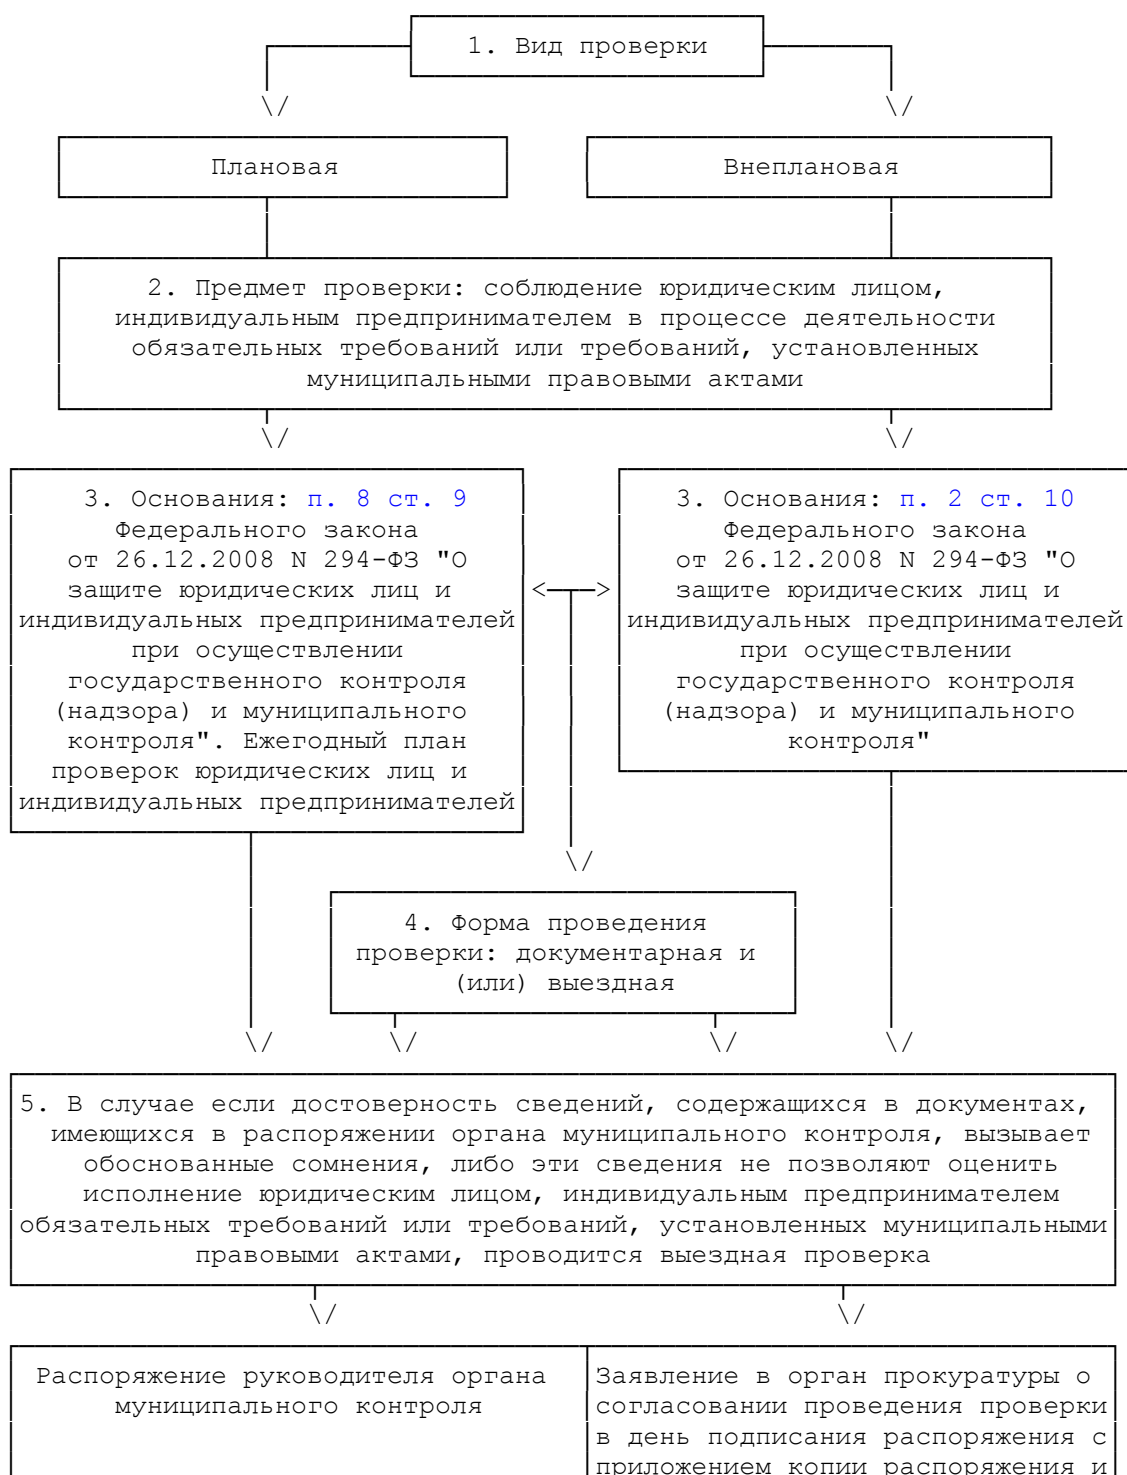 1. Вид проверки
Плановая
Внеплановая
2. Предмет проверки: соблюдение юридическим лицом,
индивидуальным предпринимателем в процессе деятельности
обязательных требований или требований, установленных
муниципальными правовыми актами
3. Основания: п. 8 ст. 9
Федерального закона
от 26.12.2008 N 294-ФЗ "О
защите юридических лиц и
индивидуальных предпринимателей
при осуществлении
государственного контроля
(надзора) и муниципального
контроля". Ежегодный план
проверок юридических лиц и
индивидуальных предпринимателей
3. Основания: п. 2 ст. 10
Федерального закона
от 26.12.2008 N 294-ФЗ "О
защите юридических лиц и
индивидуальных предпринимателей
при осуществлении
государственного контроля
(надзора) и муниципального
контроля"
4. Форма проведения
проверки: документарная и
(или) выездная
5. В случае если достоверность сведений, содержащихся в документах,
имеющихся в распоряжении органа муниципального контроля, вызывает
обоснованные сомнения, либо эти сведения не позволяют оценить
исполнение юридическим лицом, индивидуальным предпринимателем
обязательных требований или требований, установленных муниципальными
правовыми актами, проводится выездная проверка
Распоряжение руководителя органа
муниципального контроля
Заявление в орган прокуратуры о
согласовании проведения проверки
в день подписания распоряжения с
приложением копии распоряжения и